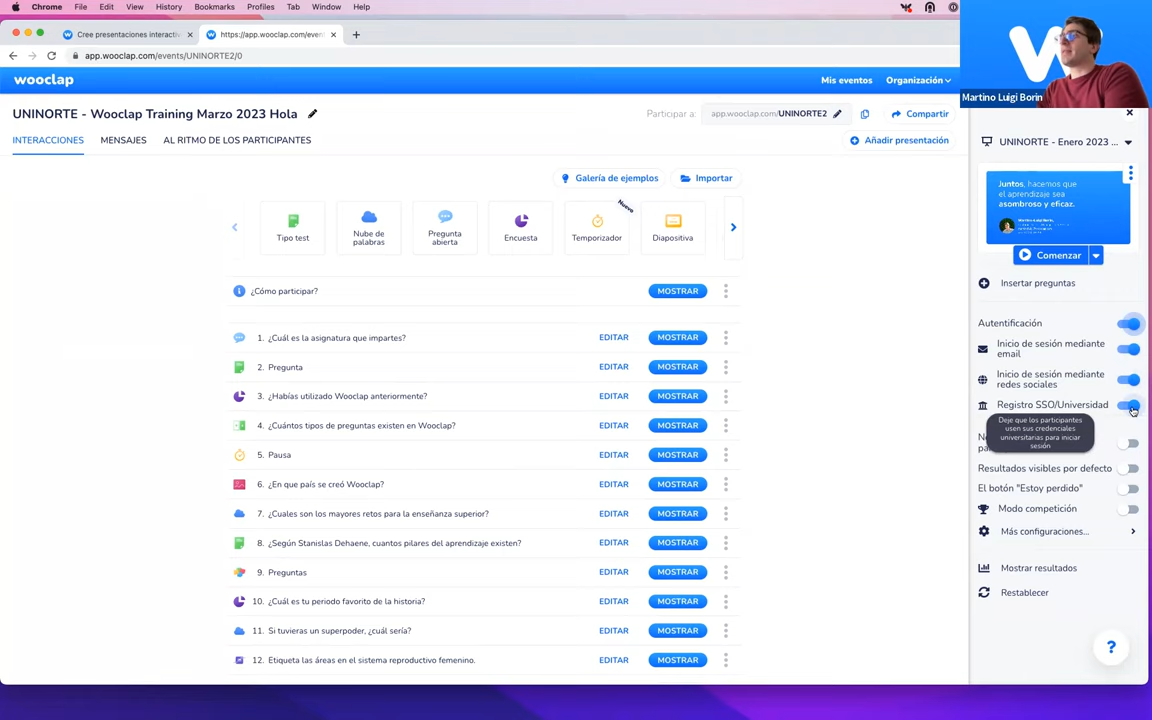 Chrome File Edit View History Bookmarks Profiles Tab Window Help
Cree presentaciones interacti
https://app.wooclap.com/even
app.wooclap.com/events/UNINORTE2/0
wooclap
Mis eventos
Organización
Martino Luigi Borin
UNINORTE - Wooclap Training Marzo 2023 Hola
Participar a:
app.wooclap.com/UNINORTE2
Compartir
INTERACCIONES
MENSAJES
AL RITMO DE LOS PARTICIPANTES
Añadir presentación
Galería de ejemplos
Importar
Tipo test
Nube de
palabras
Pregunta
abierta
Encuesta
Nuevo
Temporizador
Diapositiva
¿Cómo participar? MOSTRAR
1. ¿Cuál es la asignatura que impartes? EDITAR MOSTRAR
2. Pregunta EDITAR MOSTRAR
3. ¿Habías utilizado Wooclap anteriormente? EDITAR MOSTRAR
4. ¿Cuántos tipos de preguntas existen en Wooclap? EDITAR MOSTRAR
5. Pausa EDITAR MOSTRAR
6. ¿En que país se creó Wooclap? EDITAR MOSTRAR
7. ¿Cuales son los mayores retos para la enseñanza superior? EDITAR MOSTRAR
8. ¿Según Stanislas Dehaene, cuantos pilares del aprendizaje existen? EDITAR MOSTRAR
9. Preguntas EDITAR MOSTRAR
10. ¿Cuál es tu periodo favorito de la historia? EDITAR MOSTRAR
11. Si tuvieras un superpoder, ¿cuál sería? EDITAR MOSTRAR
12. Etiqueta las áreas en el sistema reproductivo femenino. EDITAR MOSTRAR
UNINORTE - Enero 2023 ...
Juntos, hacemos que
el aprendizaje sea
asombroso y eficaz.
Comenzar
Insertar preguntas
Autentificación
Inicio de sesión mediante
email
Inicio de sesión mediante
redes sociales
Registro SSO/Universidad
Deje que los participantes
usen sus credenciales
universitarias para iniciar
sesión
Resultados visibles por defecto
El botón "Estoy perdido"
Modo competición
Más configuraciones...
Mostrar resultados
Restablecer
?